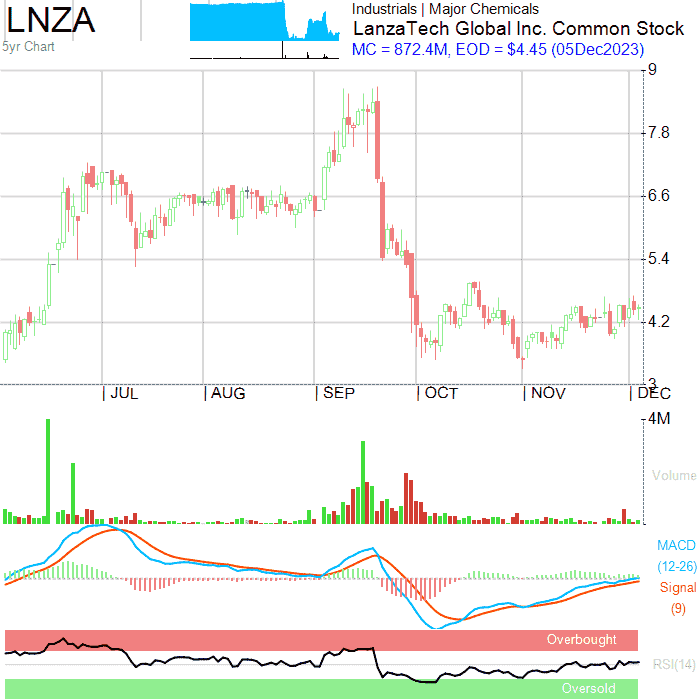 LNZA
5yr Chart
Industrials | Major Chemicals
LanzaTech Global Inc. Common Stock
MC = 872.4M, EOD = $4.45 (05Dec2023)
9
7.8
6.6
5.4
4.2
3
| JUL | AUG | SEP | OCT | NOV | DEC
4M
Volume
MACD
(12-26)
Signal
(9)
Overbought
RSI(14)
Oversold